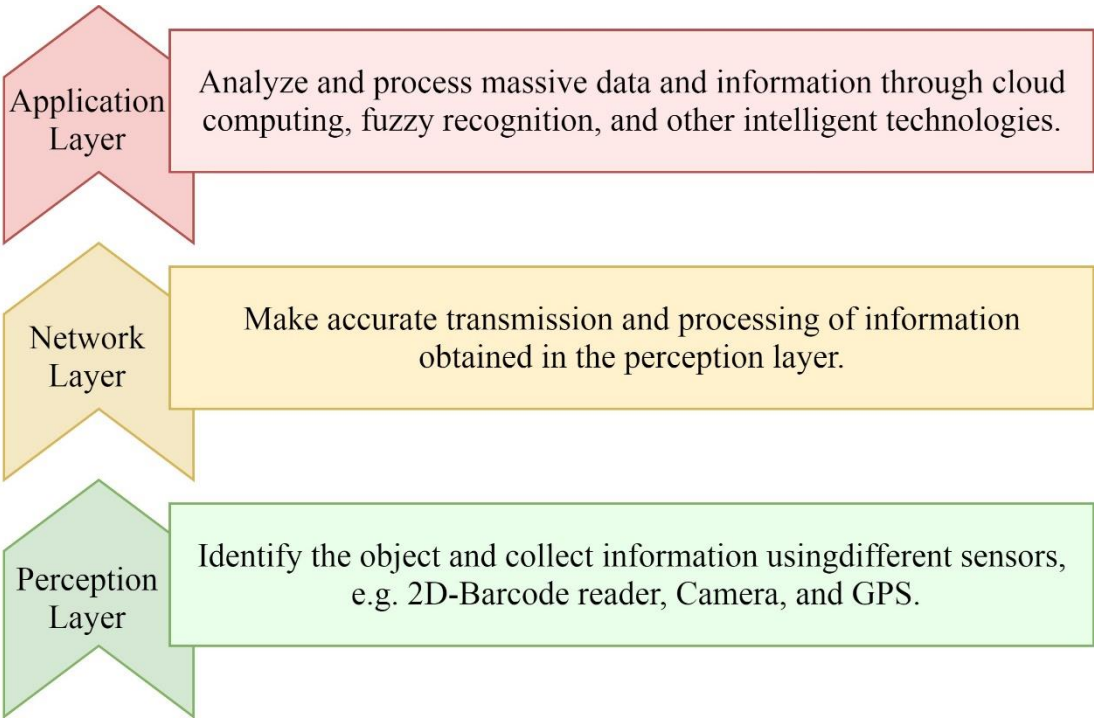 Application
Layer
Analyze and process massive data and information through cloud
computing, fuzzy recognition, and other intelligent technologies.
Network
Layer
Make accurate transmission and processing of information
obtained in the perception layer.
Perception
Layer
Identify the object and collect information usingdifferent sensors,
e.g. 2D-Barcode reader, Camera, and GPS.